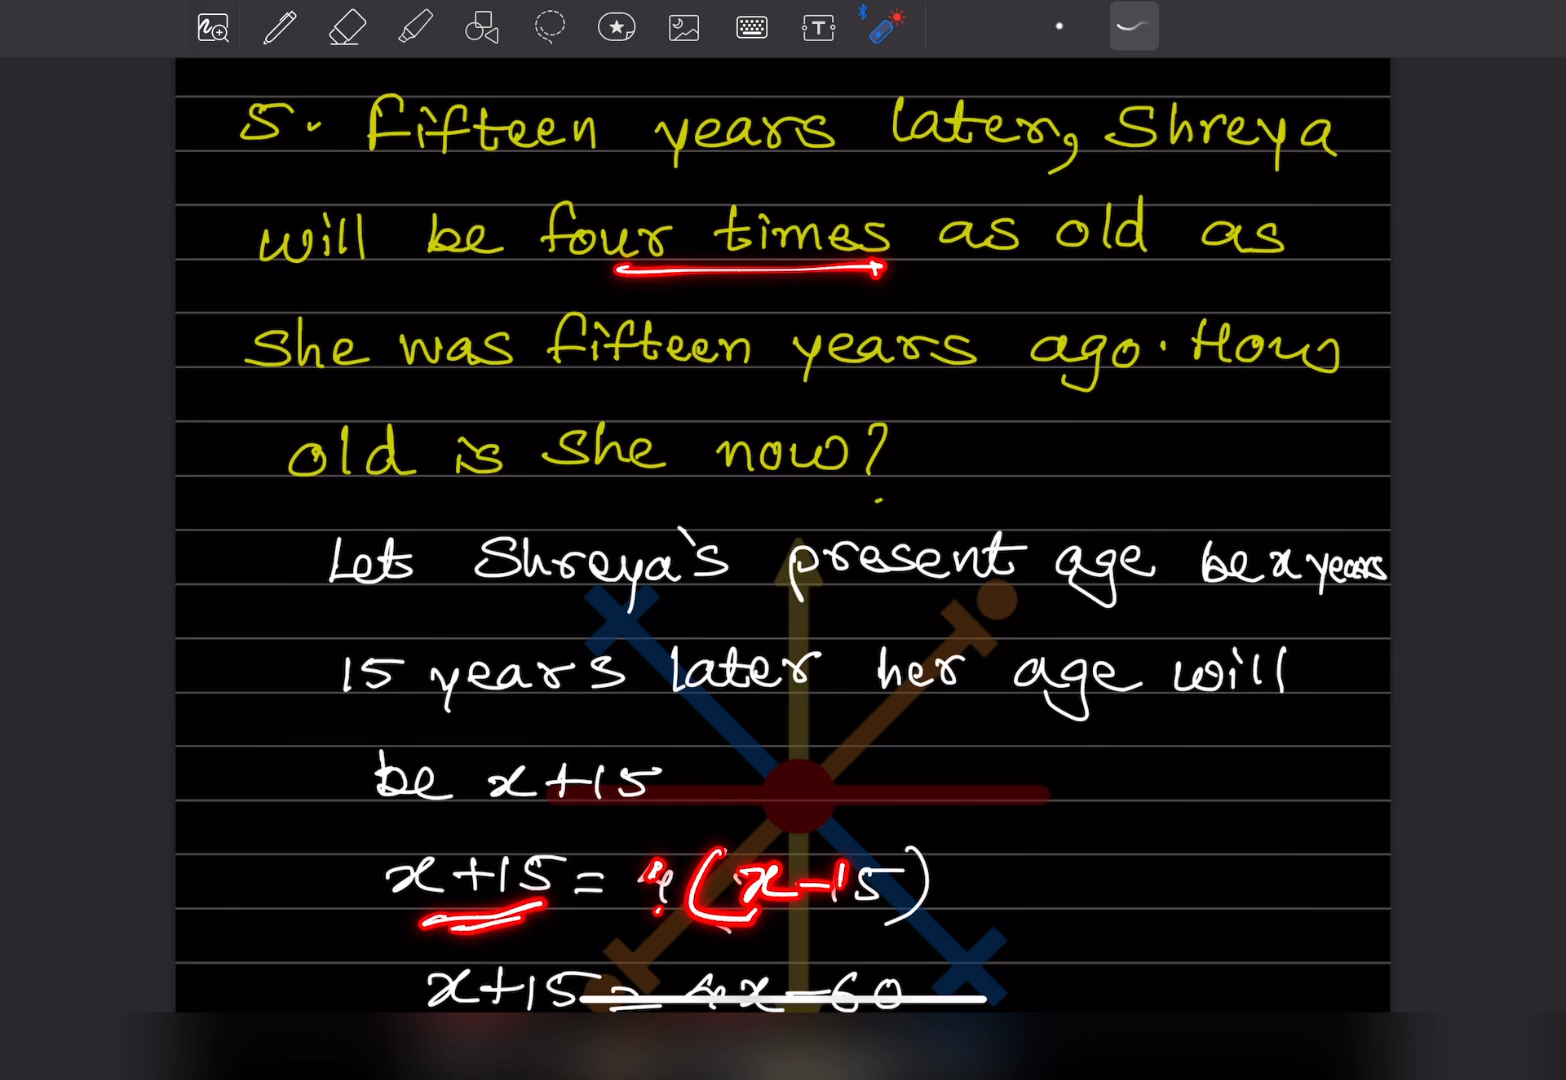 5. Fifteen years later, Shreya
will be four times as old as
she was fifteen years ago. How
old is she now?
Let Shreya's present age be x years
15 years later her age will
be x+15
x+15 = 4(x-15)
x+15 = 4x-60